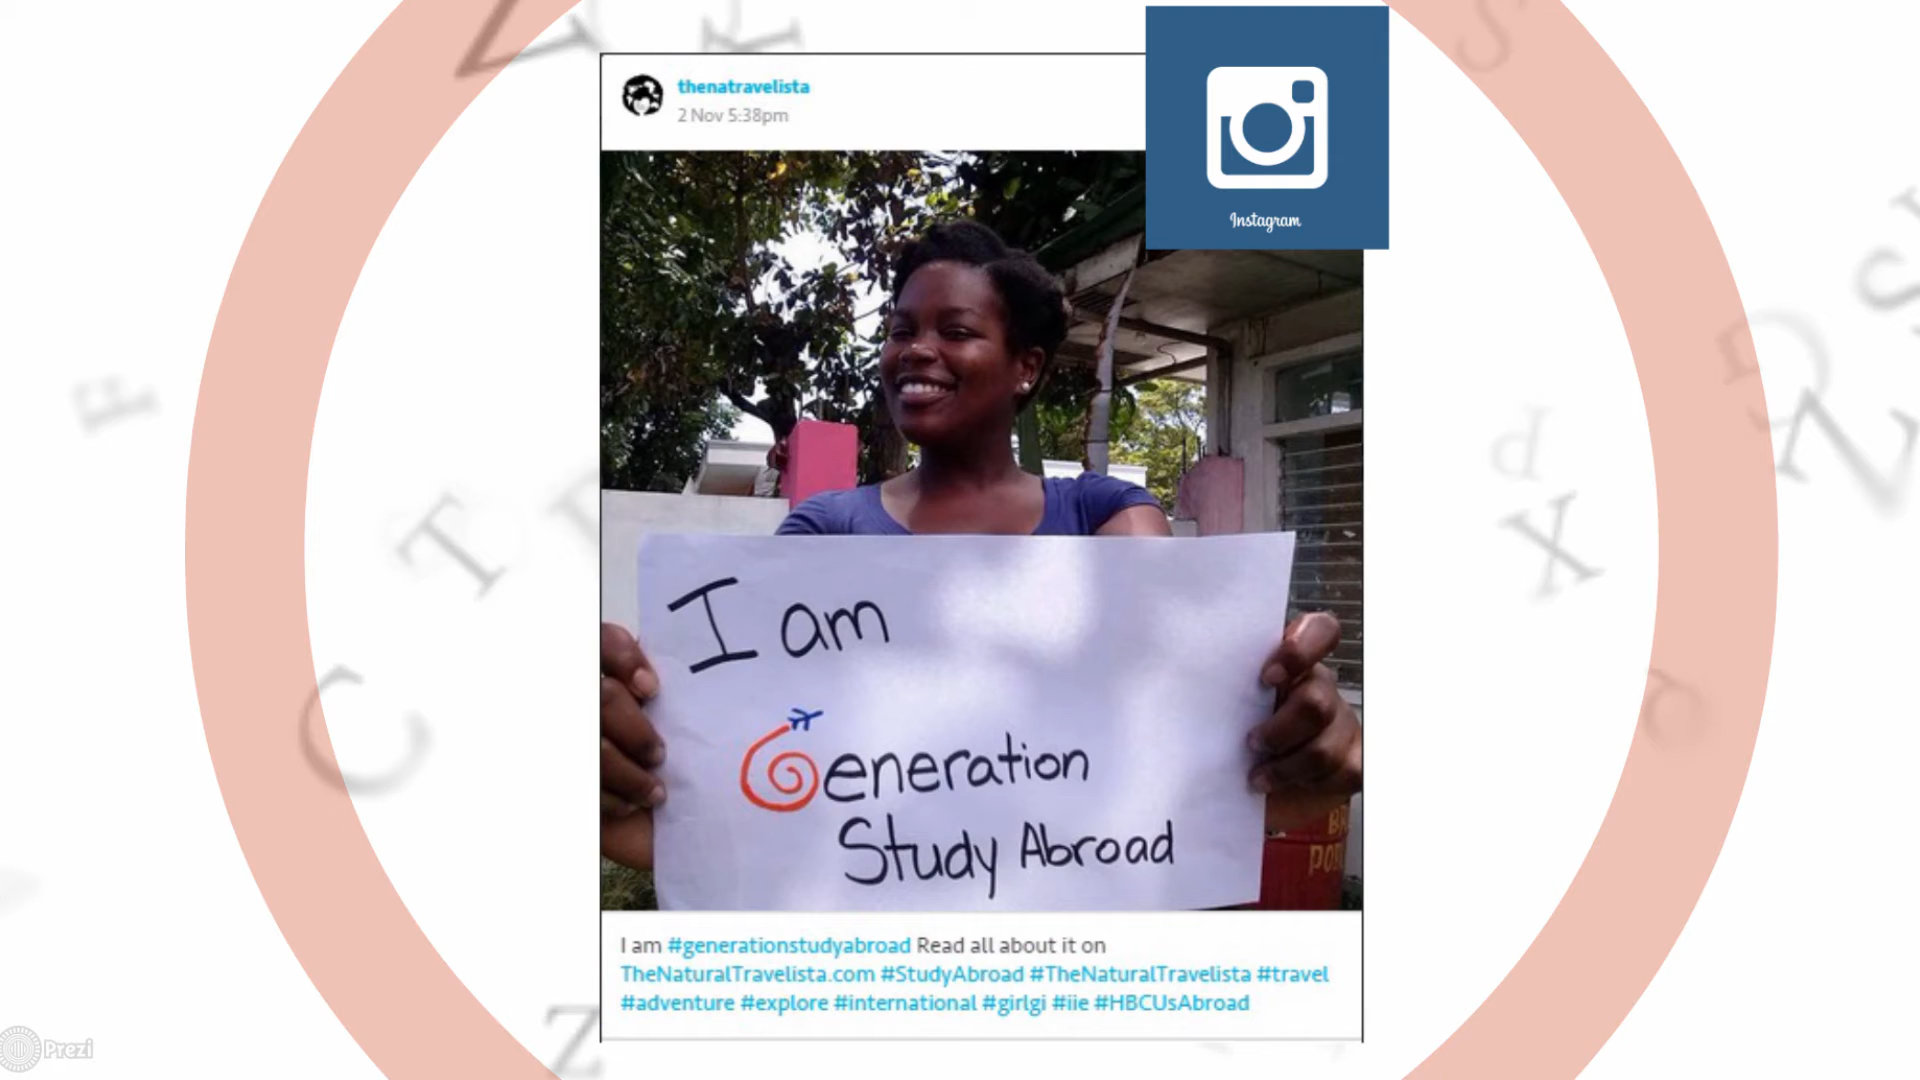 thenatravelista
2 Nov 5:38pm
Instagram
I am
Generation
Study Abroad
I am #generationstudyabroad Read all about it on
TheNaturalTravelista.com #StudyAbroad #TheNaturalTravelista #travel
#adventure #explore #international #girlgi #iie #HBCUsAbroad
Prezi